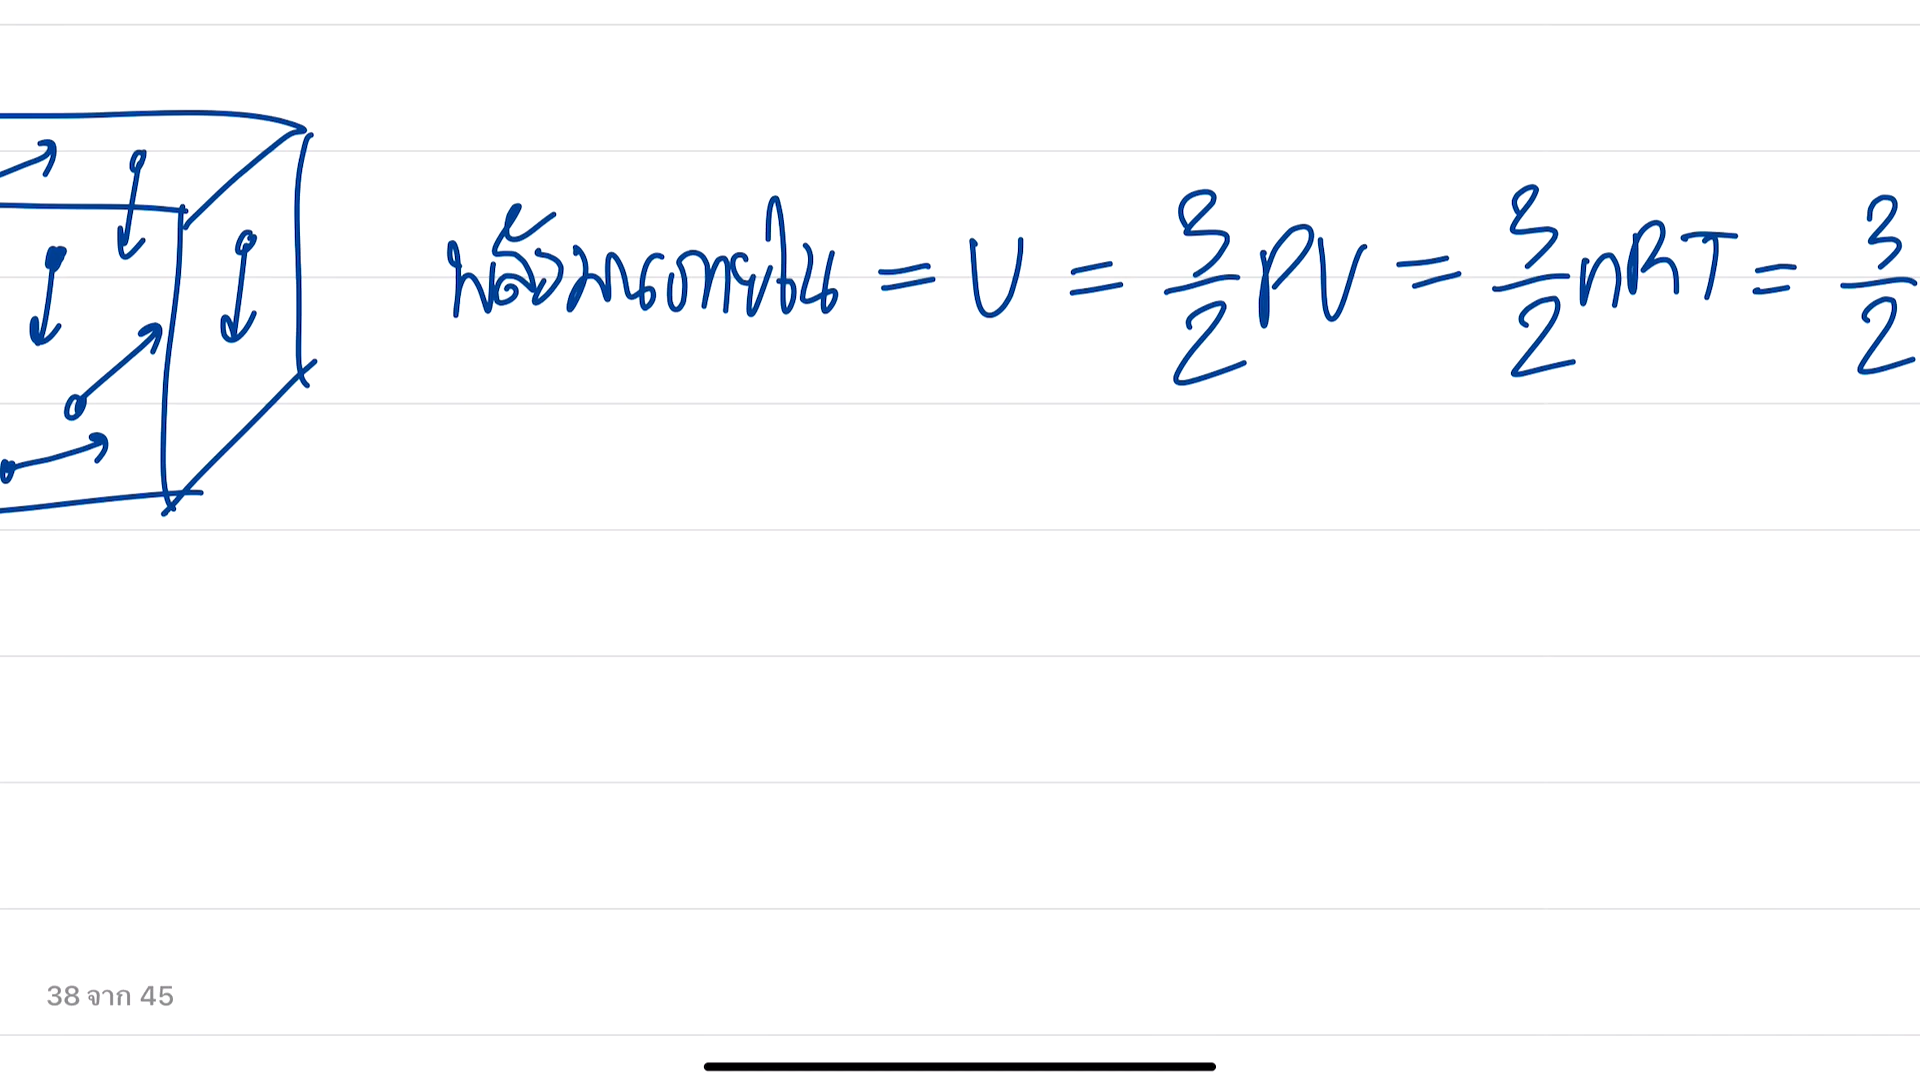 พลังงานภายใน = U = 3/2 PV = 3/2 nRT = 3/2
38 จาก 45